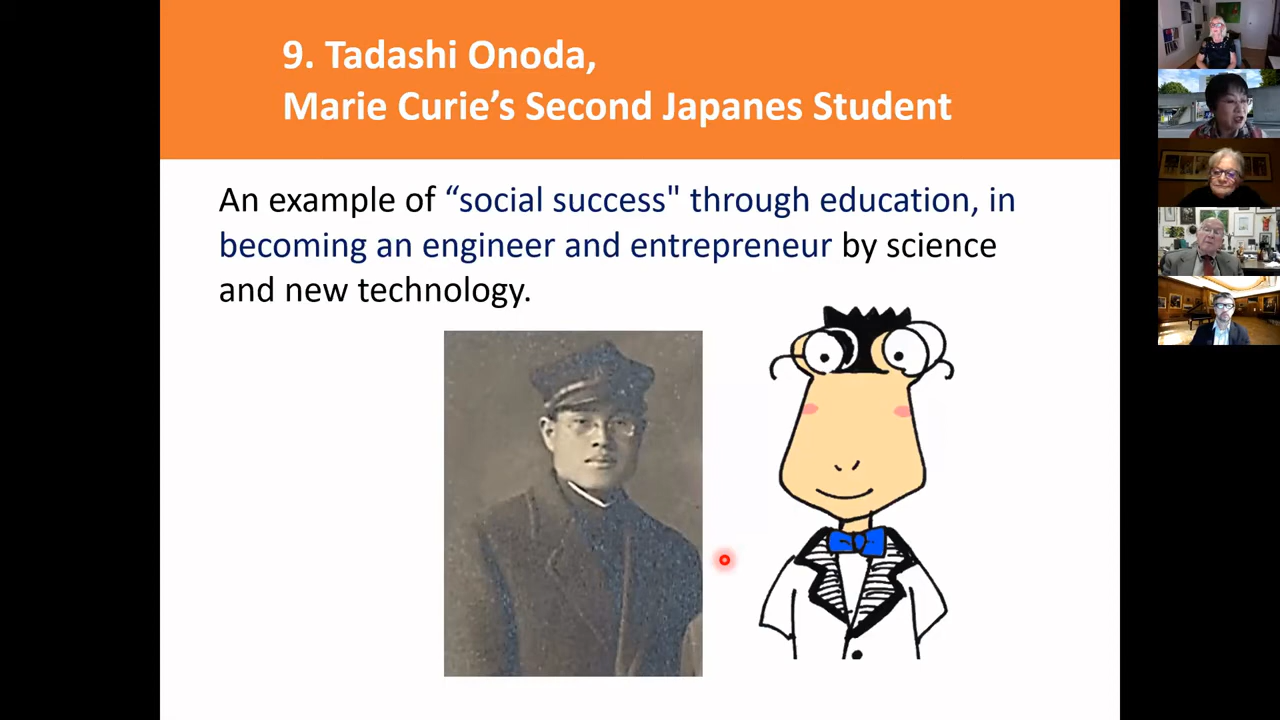 9. Tadashi Onoda,
Marie Curie’s Second Japanes Student
An example of “social success" through education, in
becoming an engineer and entrepreneur by science
and new technology.